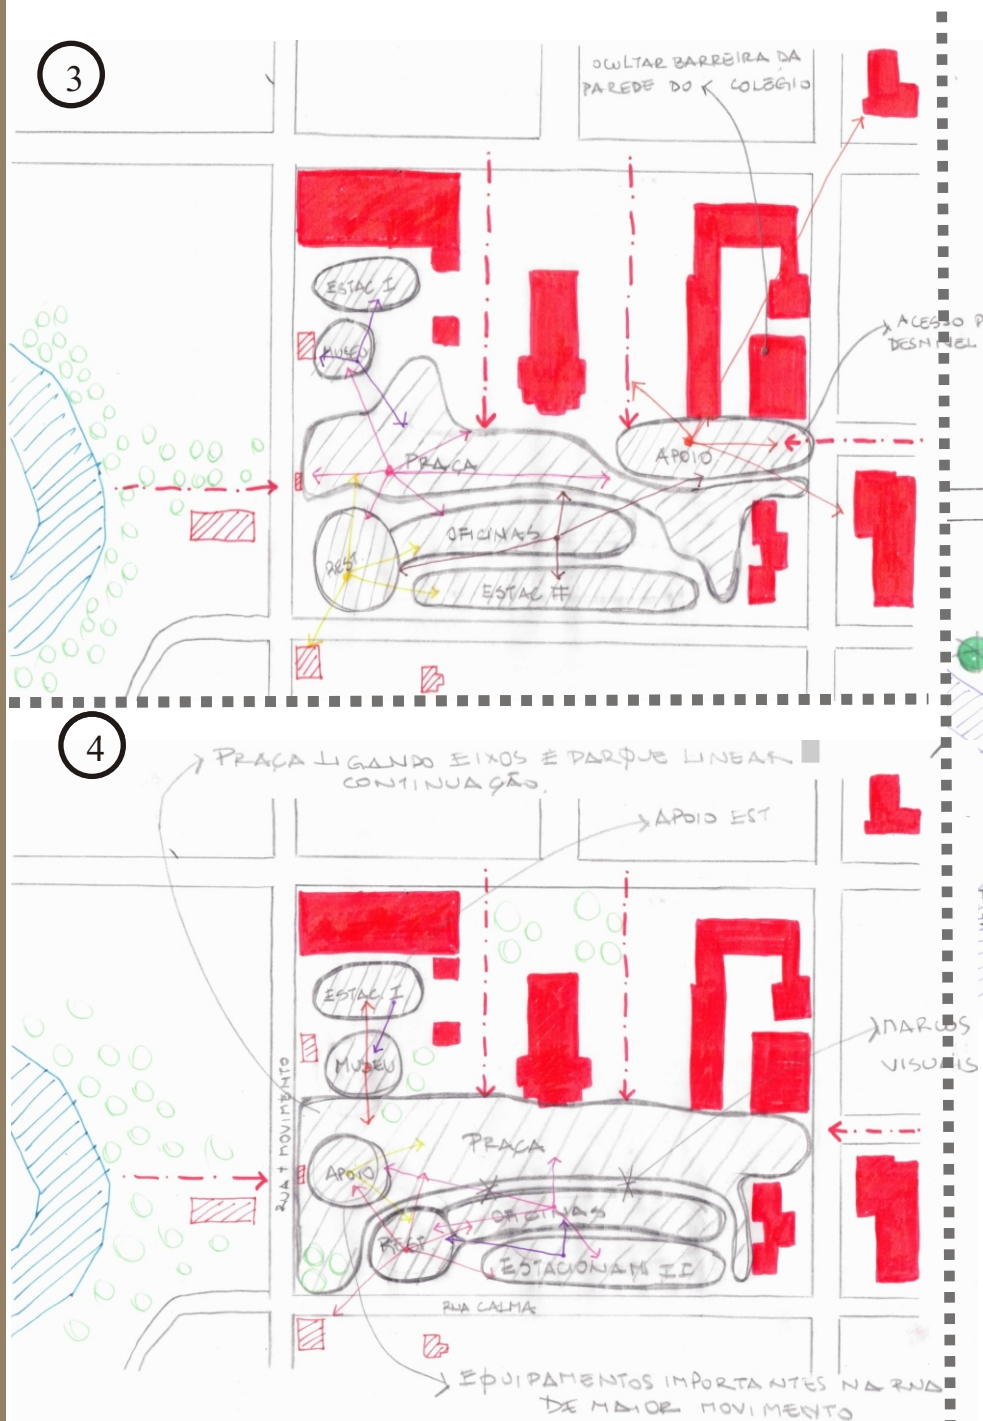 3
OCULTAR BARREIRA DA
PAREDE DO COLÉGIO
ESTAC I
MUSEU
ACESSO P
DESNIVEL
PRAÇA
APOIO
OFICINAS
REST.
ESTAC II
4
PRAÇA LIGANDO EIXOS E PARQUE LINEAR
CONTINUAÇÃO.
APOIO EST
ESTAC. I
MARCOS
VISUAIS
MUSEU
RUA + MOVIMENTO
PRAÇA
APOIO
OFICINAS
REST
ESTACIONAM II
RUA CALMA
EQUIPAMENTOS IMPORTANTES NA RUA
DE MAIOR MOVIMENTO